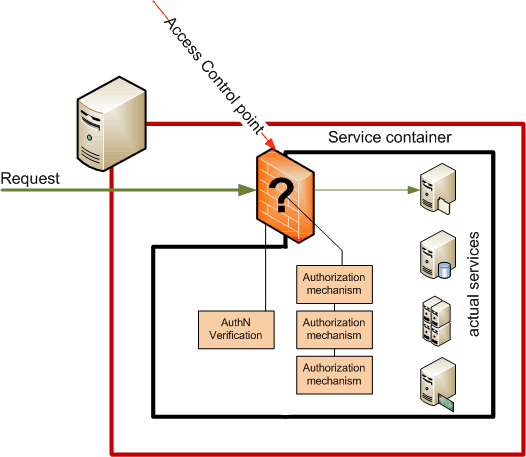 Access Control point
Service container
Request
?
actual services
Authorization
mechanism
AuthN
Verification
Authorization
mechanism
Authorization
mechanism